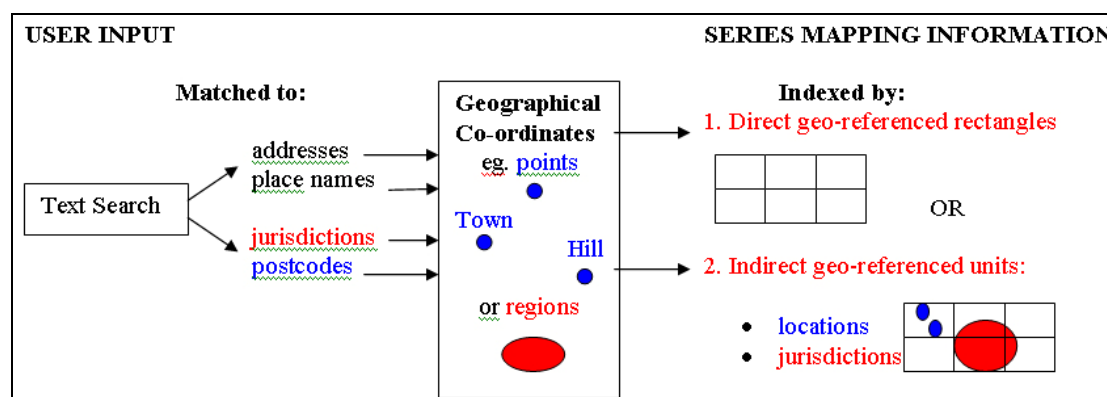 USER INPUT
SERIES MAPPING INFORMATION
Matched to:
Text Search
addresses
place names
jurisdictions
postcodes
Geographical
Co-ordinates
eg. points
Town
Hill
or regions
Indexed by:
1. Direct geo-referenced rectangles
OR
2. Indirect geo-referenced units:
• locations
• jurisdictions